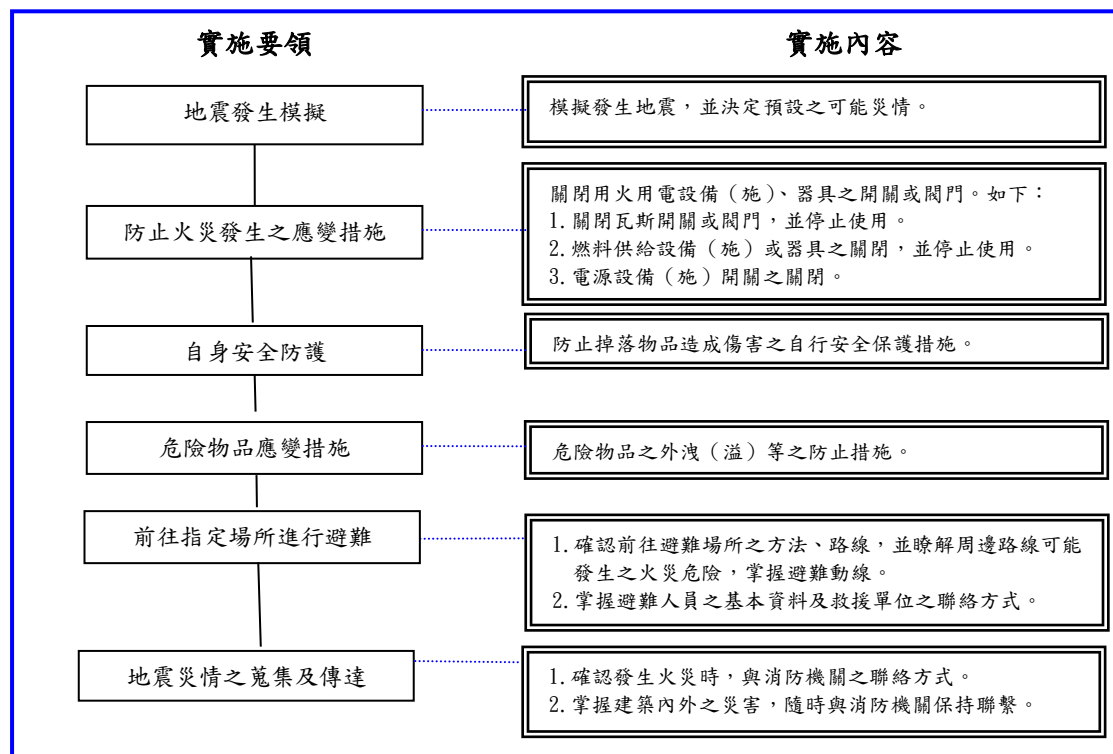 實施要領
實施內容
地震發生模擬
模擬發生地震，並決定預設之可能災情。
防止火災發生之應變措施
關閉用火用電設備（施）、器具之開關或閥門。如下：
1. 關閉瓦斯開關或閥門，並停止使用。
2. 燃料供給設備（施）或器具之關閉，並停止使用。
3. 電源設備（施）開關之關閉。
自身安全防護
防止掉落物品造成傷害之自行安全保護措施。
危險物品應變措施
危險物品之外洩（溢）等之防止措施。
前往指定場所進行避難
1. 確認前往避難場所之方法、路線，並瞭解周邊路線可能
發生之火災危險，掌握避難動線。
2. 掌握避難人員之基本資料及救援單位之聯絡方式。
地震災情之蒐集及傳達
1. 確認發生火災時，與消防機關之聯絡方式。
2. 掌握建築內外之災害，隨時與消防機關保持聯繫。